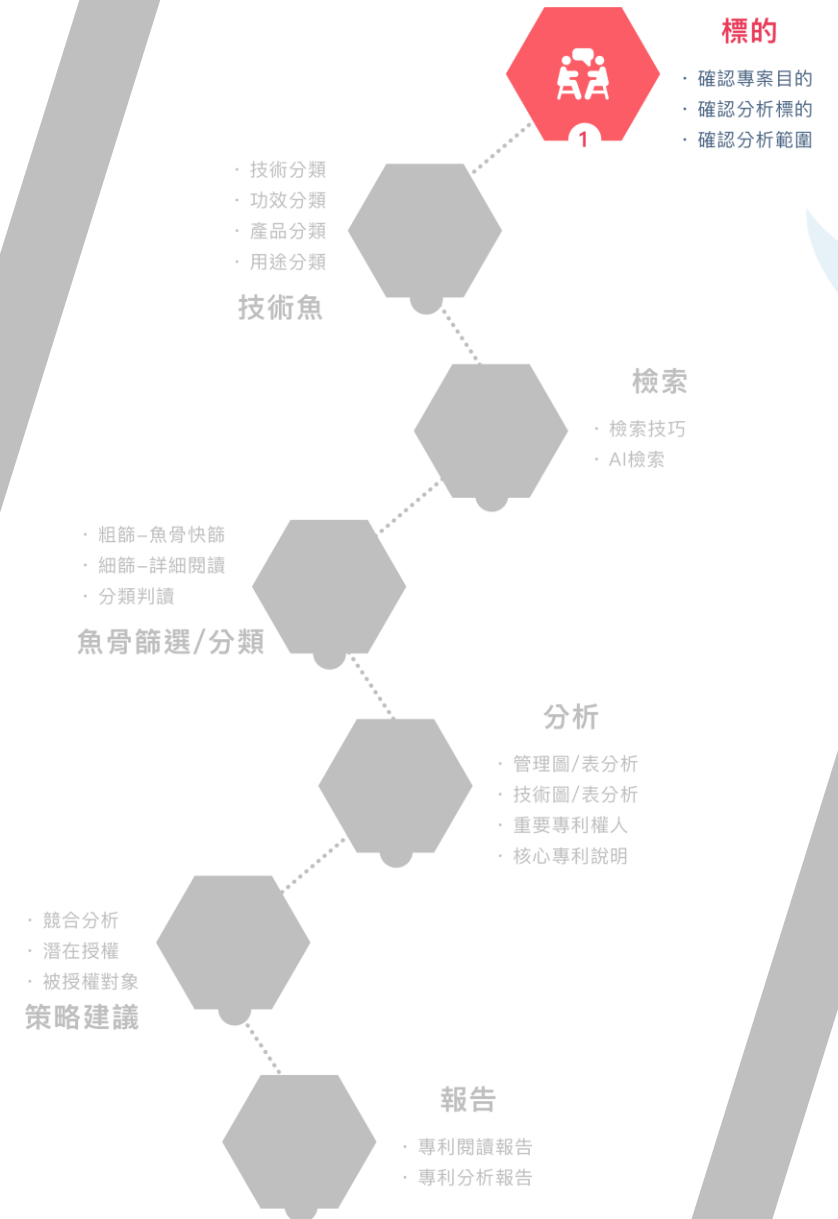 標的
· 確認專案目的
· 確認分析標的
· 確認分析範圍
1
· 技術分類
· 功效分類
· 產品分類
· 用途分類
技術魚
檢索
· 檢索技巧
· AI檢索
· 粗篩–魚骨快篩
· 細篩–詳細閱讀
· 分類判讀
魚骨篩選/分類
分析
· 管理圖/表分析
· 技術圖/表分析
· 重要專利權人
· 核心專利說明
· 競合分析
· 潛在授權
· 被授權對象
策略建議
報告
· 專利閱讀報告
· 專利分析報告